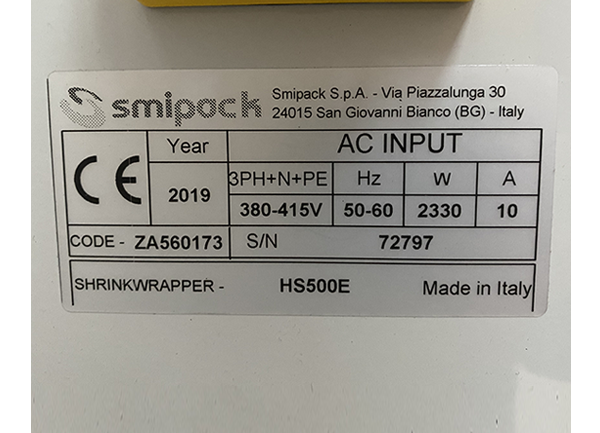 smipack
Smipack S.p.A. - Via Piazzalunga 30
24015 San Giovanni Bianco (BG) - Italy
CE
Year
AC INPUT
2019
3PH+N+PE Hz W A
380-415V 50-60 2330 10
CODE - ZA560173 S/N 72797
SHRINKWRAPPER - HS500E Made in Italy